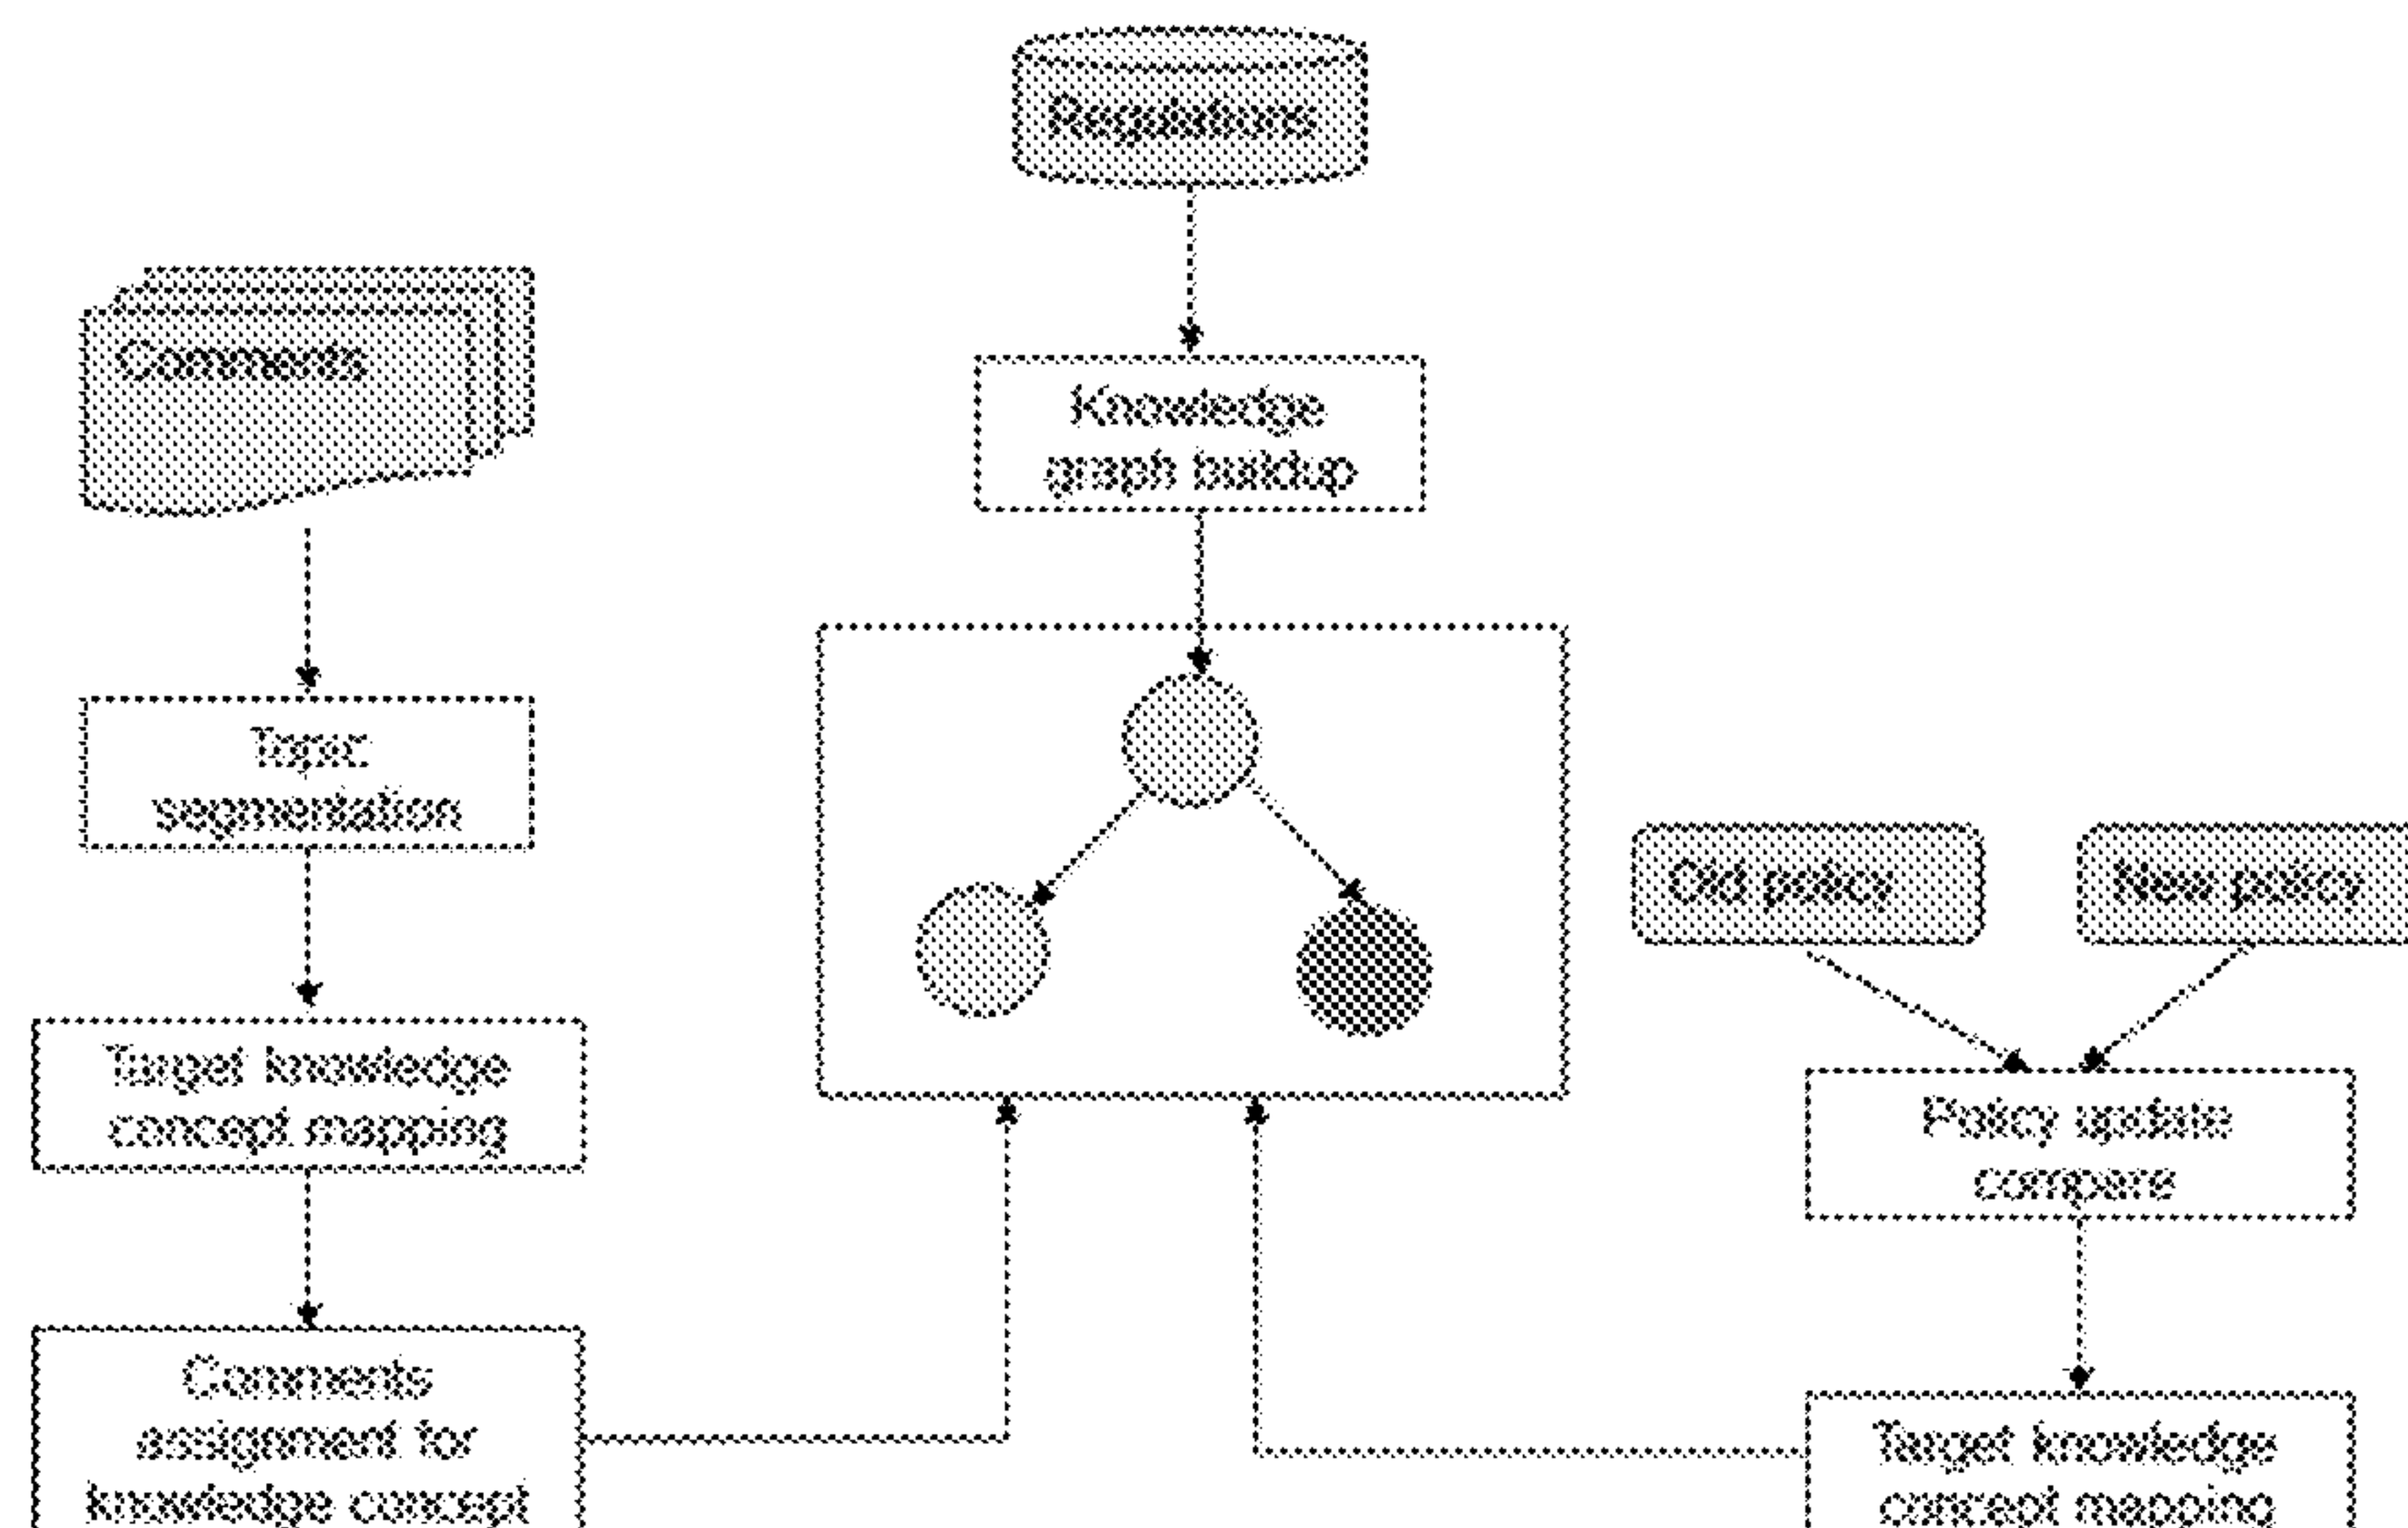 Regulations
Comments
Knowledge
graph buildup
Topic
segmentation
Old policy
New policy
Target knowledge
concept mapping
Policy update
compare
Comments
assignment for
knowledge concept
Target knowledge
concept mapping